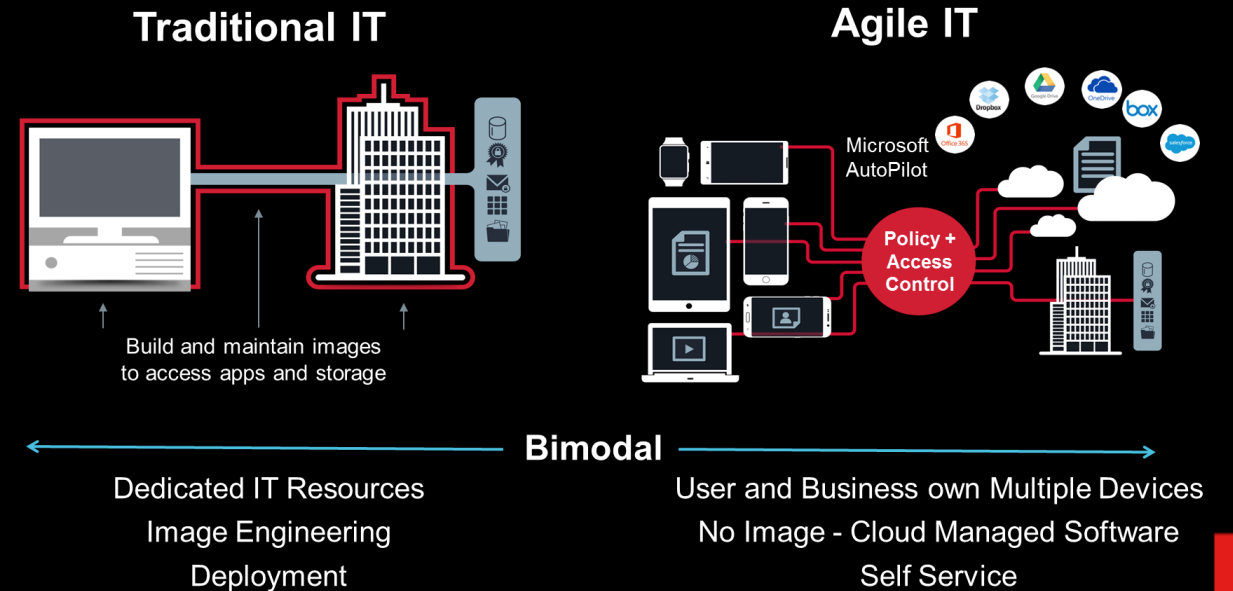 Traditional IT
Agile IT
Dropbox
Google Drive
OneDrive
box
Office 365
salesforce
Microsoft
AutoPilot
Policy +
Access
Control
Build and maintain images
to access apps and storage
Bimodal
Dedicated IT Resources
Image Engineering
Deployment
User and Business own Multiple Devices
No Image - Cloud Managed Software
Self Service